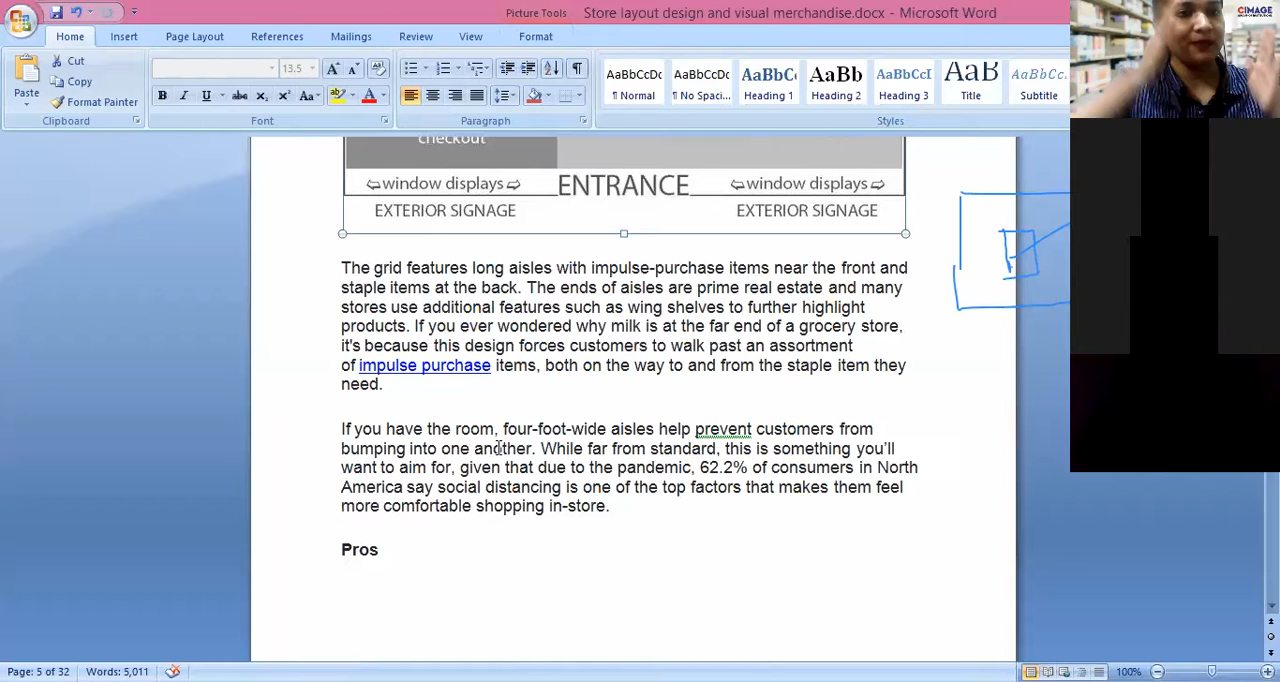 Picture Tools
Store layout design and visual merchandise.docx - Microsoft Word
Home Insert Page Layout References Mailings Review View Format
Paste
Cut
Copy
Format Painter
Clipboard
13.5
Font
Paragraph
AaBbCcDc AaBbCcDc AaBbC AaBb AaBbCcI AaB AaBbCc
¶ Normal ¶ No Spaci... Heading 1 Heading 2 Heading 3 Title Subtitle
Styles
CIMAGE
checkout
window displays ENTRANCE window displays
EXTERIOR SIGNAGE EXTERIOR SIGNAGE
The grid features long aisles with impulse-purchase items near the front and
staple items at the back. The ends of aisles are prime real estate and many
stores use additional features such as wing shelves to further highlight
products. If you ever wondered why milk is at the far end of a grocery store,
it's because this design forces customers to walk past an assortment
of impulse purchase items, both on the way to and from the staple item they
need.
If you have the room, four-foot-wide aisles help prevent customers from
bumping into one another. While far from standard, this is something you’ll
want to aim for, given that due to the pandemic, 62.2% of consumers in North
America say social distancing is one of the top factors that makes them feel
more comfortable shopping in-store.
Pros
Page: 5 of 32 Words: 5,011 100%